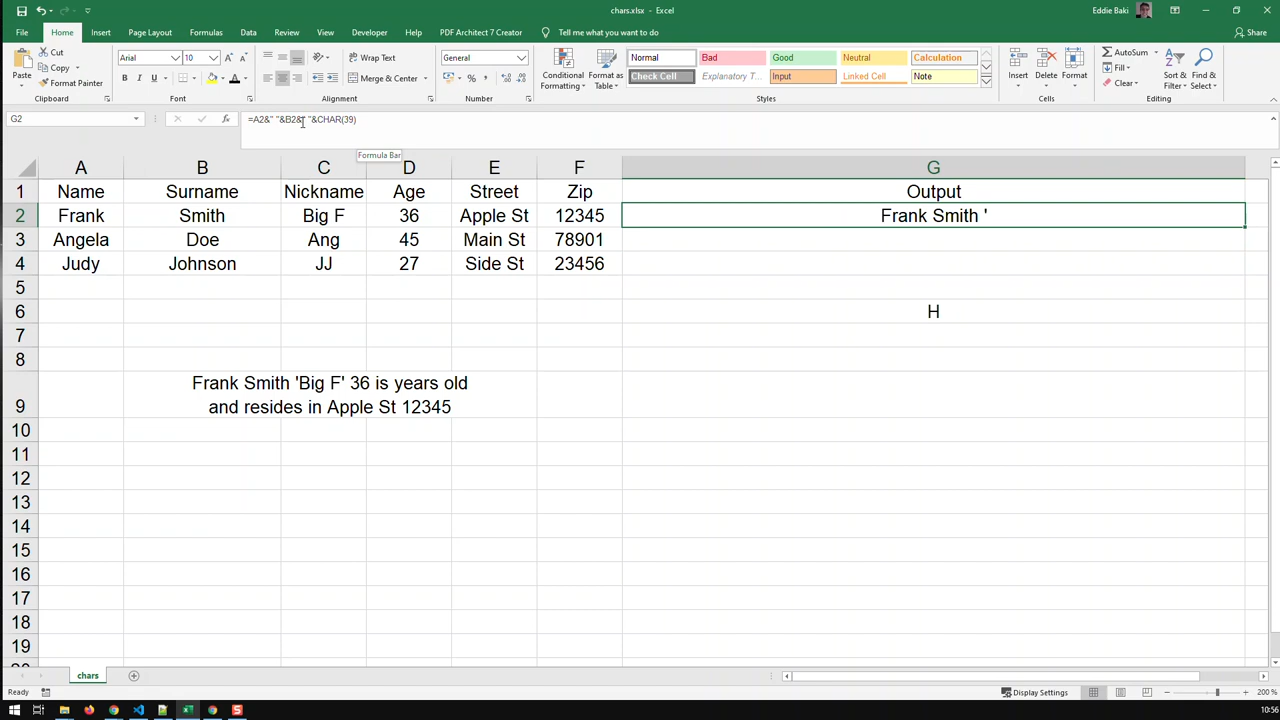 chars.xlsx - Excel
Eddie Baki
File Home Insert Page Layout Formulas Data Review View Developer Help PDF Architect 7 Creator Tell me what you want to do Share
Cut
Copy
Format Painter
Paste
Clipboard
Arial 10
B I U
Font
Wrap Text
Merge & Center
Alignment
General
Number
Conditional Formatting
Format as Table
Normal Bad Good Neutral Calculation
Check Cell Explanatory T... Input Linked Cell Note
Styles
Insert Delete Format
Cells
AutoSum
Fill
Clear
Sort & Filter
Find & Select
Editing
G2
=A2&" "&B2&" "&CHAR(39)
Formula Bar
A B C D E F G
1 Name Surname Nickname Age Street Zip Output
2 Frank Smith Big F 36 Apple St 12345 Frank Smith '
3 Angela Doe Ang 45 Main St 78901
4 Judy Johnson JJ 27 Side St 23456
5
6 H
7
8
Frank Smith 'Big F' 36 is years old
9 and resides in Apple St 12345
10
11
12
13
14
15
16
17
18
19
chars
Ready
Display Settings
200 %
10:56